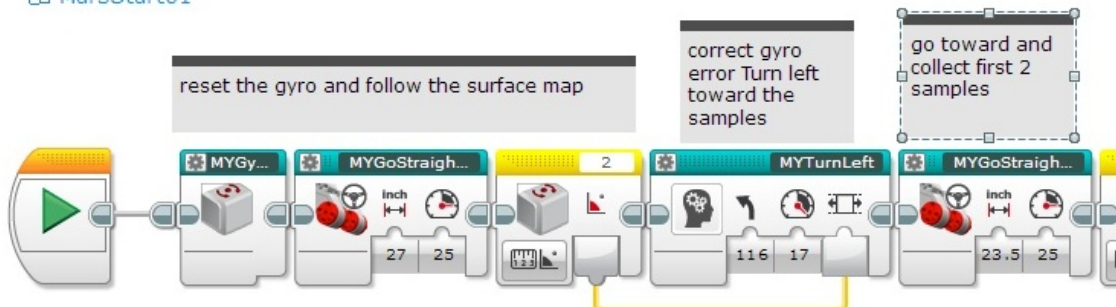 reset the gyro and follow the surface map
correct gyro
error Turn left
toward the
samples
go toward and
collect first 2
samples
MYGy...
MYGoStraigh...
2
MYTurnLeft
MYGoStraigh...
inch
inch
27 25
116 17
23.5 25
123